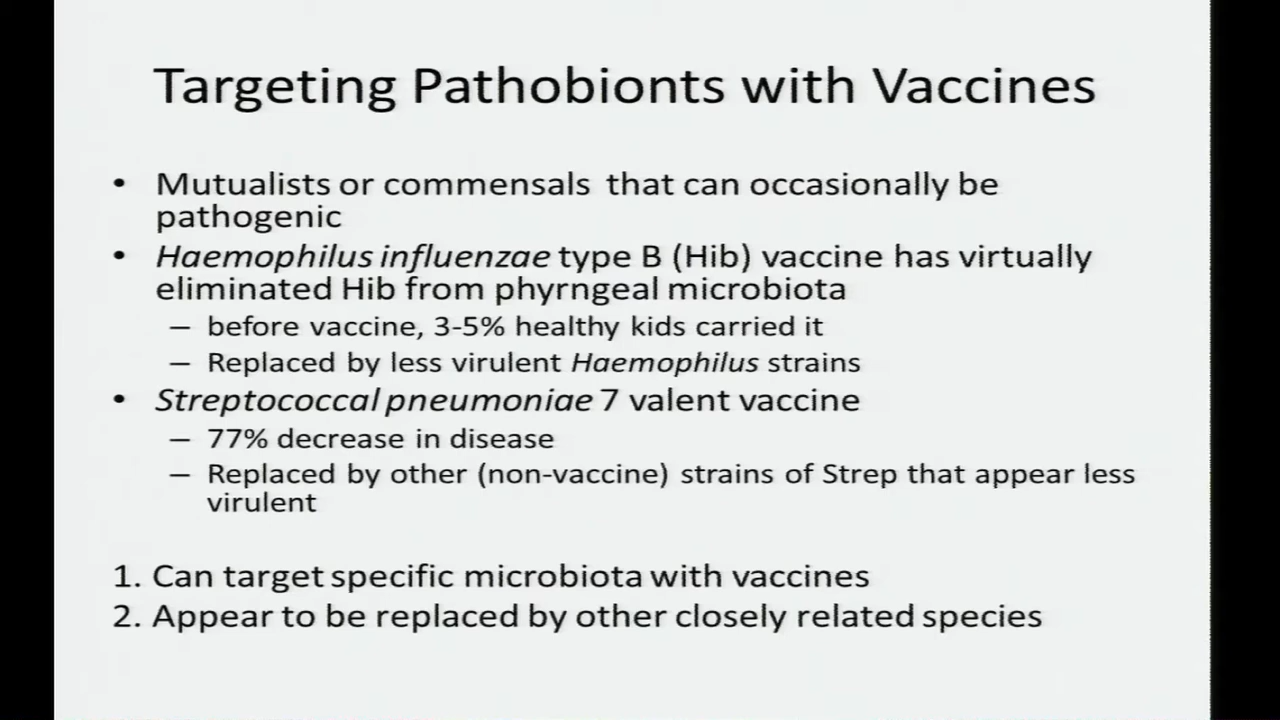 Targeting Pathobionts with Vaccines
• Mutualists or commensals that can occasionally be
pathogenic
• Haemophilus influenzae type B (Hib) vaccine has virtually
eliminated Hib from phyrngeal microbiota
– before vaccine, 3-5% healthy kids carried it
– Replaced by less virulent Haemophilus strains
• Streptococcal pneumoniae 7 valent vaccine
– 77% decrease in disease
– Replaced by other (non-vaccine) strains of Strep that appear less
virulent
1. Can target specific microbiota with vaccines
2. Appear to be replaced by other closely related species